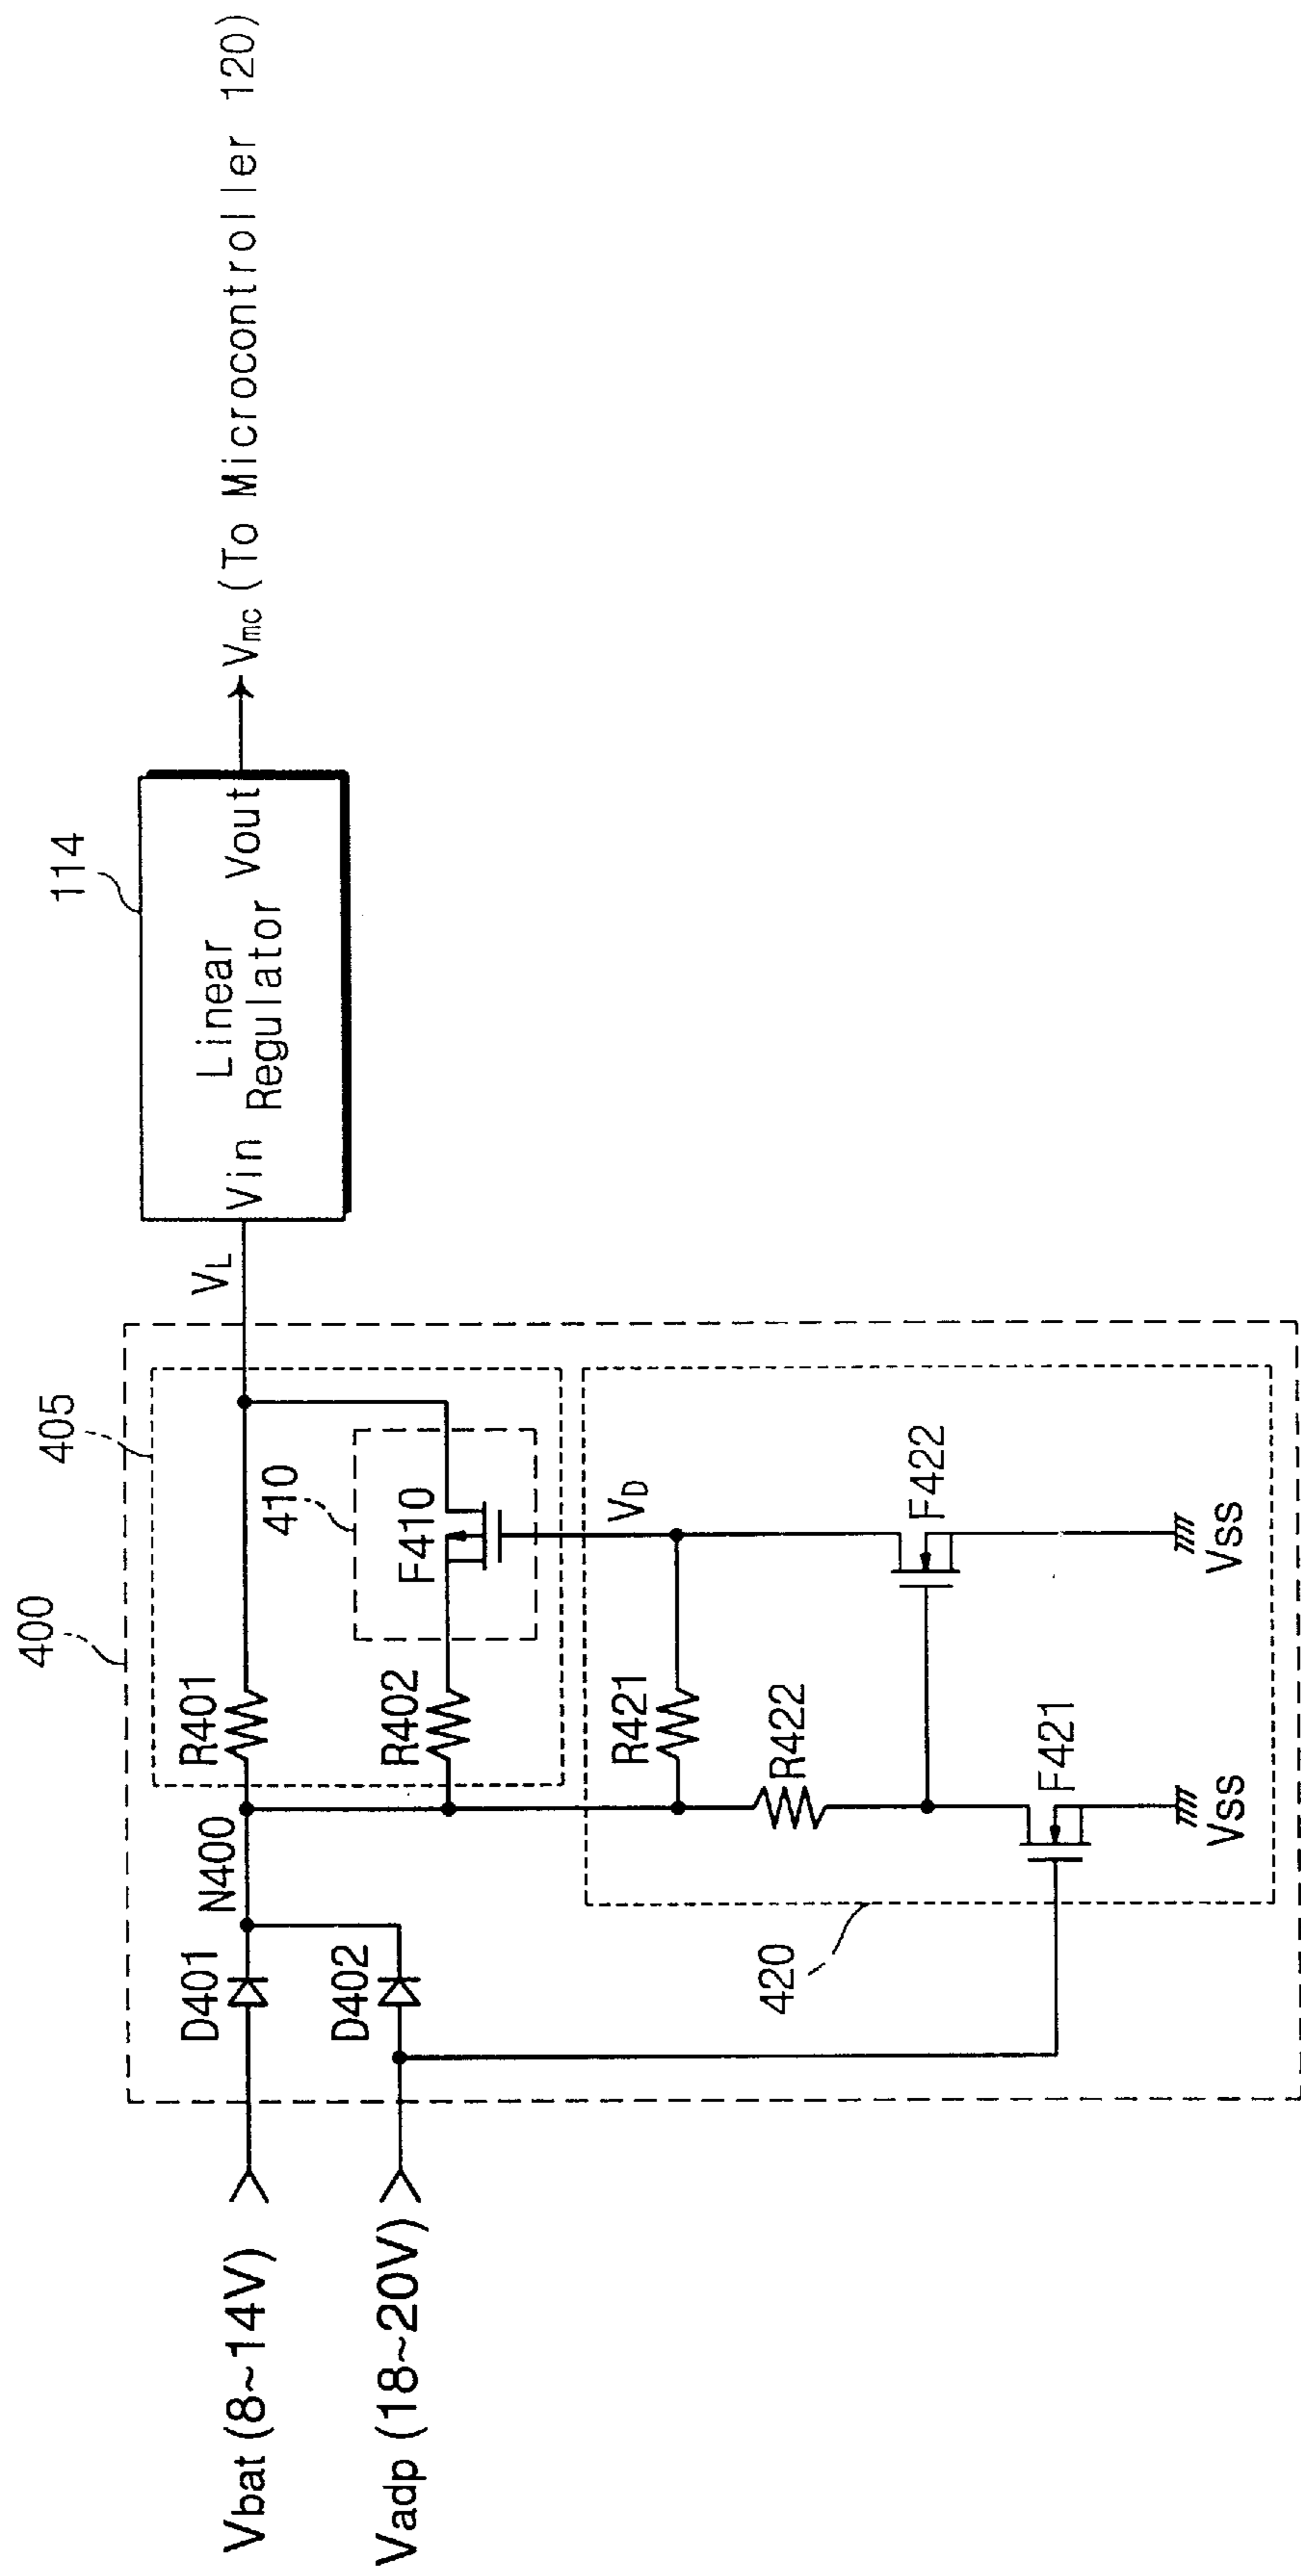 400
405
R401
N400
D401
Vbat (8~14V)
D402
Vadp (18~20V)
R402
410
F410
VL
114
Vin
Linear
Regulator
Vout
Vmc (To Microcontroller 120)
VD
R421
R422
F422
Vss
F421
Vss
420